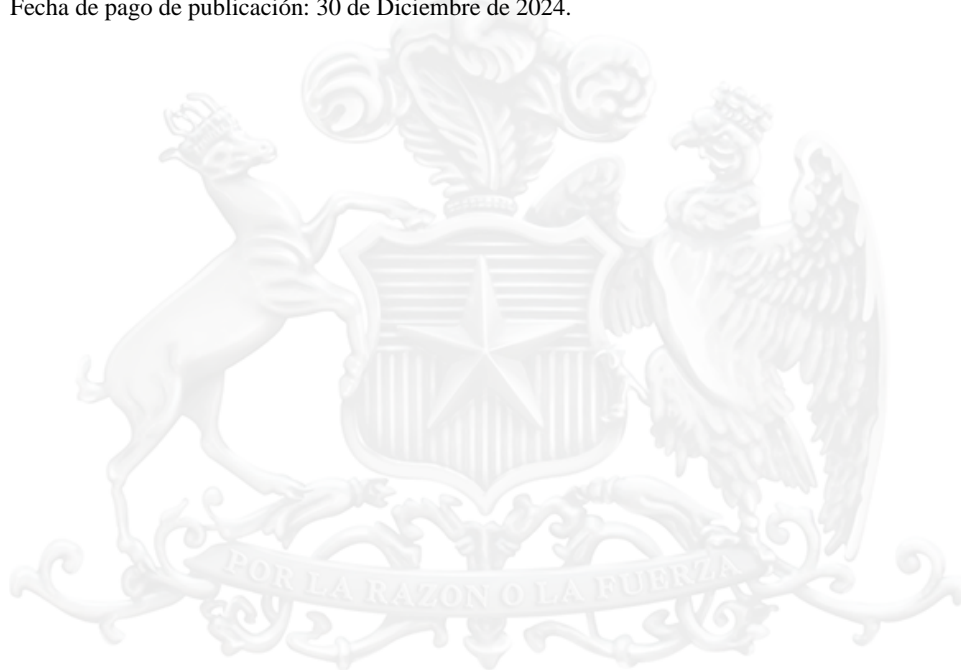 Fecha de pago de publicación: 30 de Diciembre de 2024.
POR LA RAZON O LA FUERZA